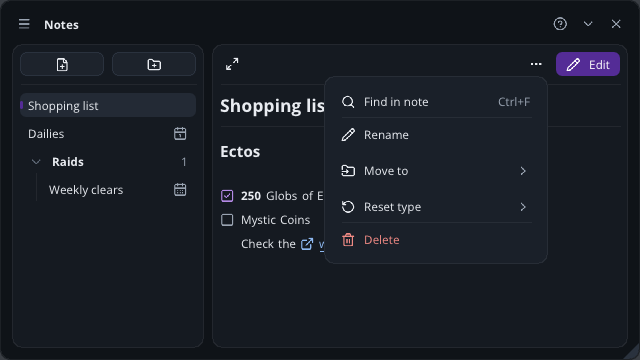 Notes
Edit
Shopping list
Dailies
Raids 1
Weekly clears
Shopping lis
Ectos
250 Globs of E
Mystic Coins
Check the
Find in note Ctrl+F
Rename
Move to
Reset type
Delete